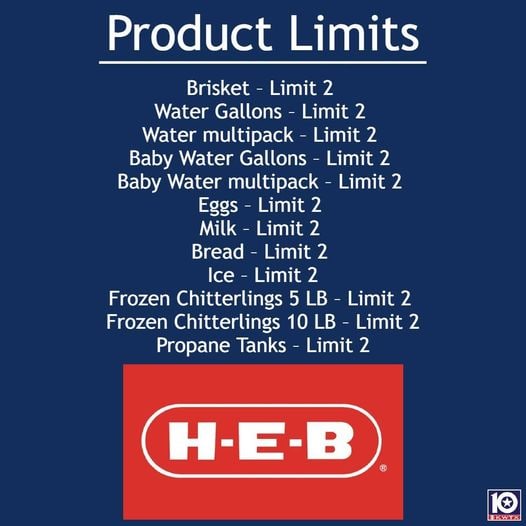 Product Limits
Brisket – Limit 2
Water Gallons – Limit 2
Water multipack – Limit 2
Baby Water Gallons – Limit 2
Baby Water multipack – Limit 2
Eggs – Limit 2
Milk – Limit 2
Bread – Limit 2
Ice – Limit 2
Frozen Chitterlings 5 LB – Limit 2
Frozen Chitterlings 10 LB – Limit 2
Propane Tanks – Limit 2
H-E-B
®
10